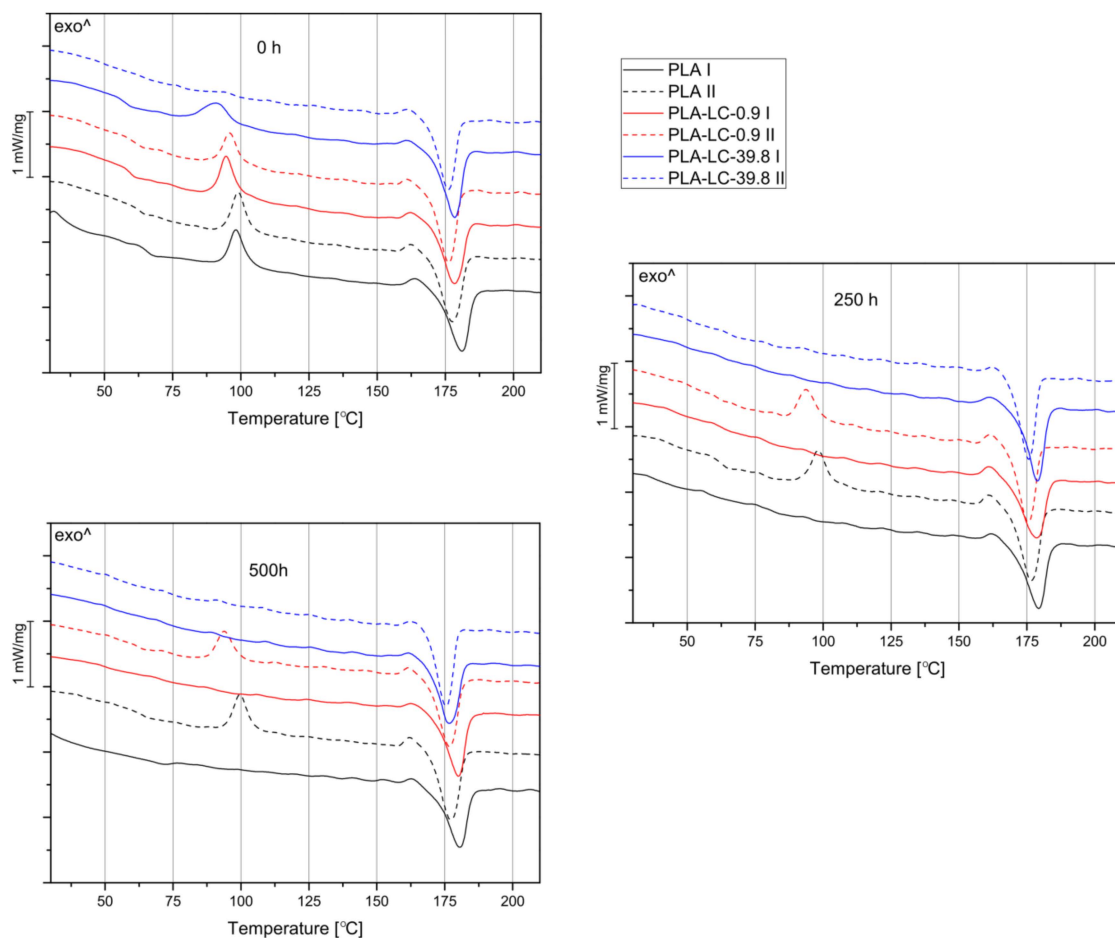 exo^
0 h
1 mW/mg
50 75 100 125 150 175 200
Temperature [°C]
PLA I
PLA II
PLA-LC-0.9 I
PLA-LC-0.9 II
PLA-LC-39.8 I
PLA-LC-39.8 II
exo^
250 h
1 mW/mg
50 75 100 125 150 175 200
Temperature [°C]
exo^
500h
1 mW/mg
50 75 100 125 150 175 200
Temperature [°C]